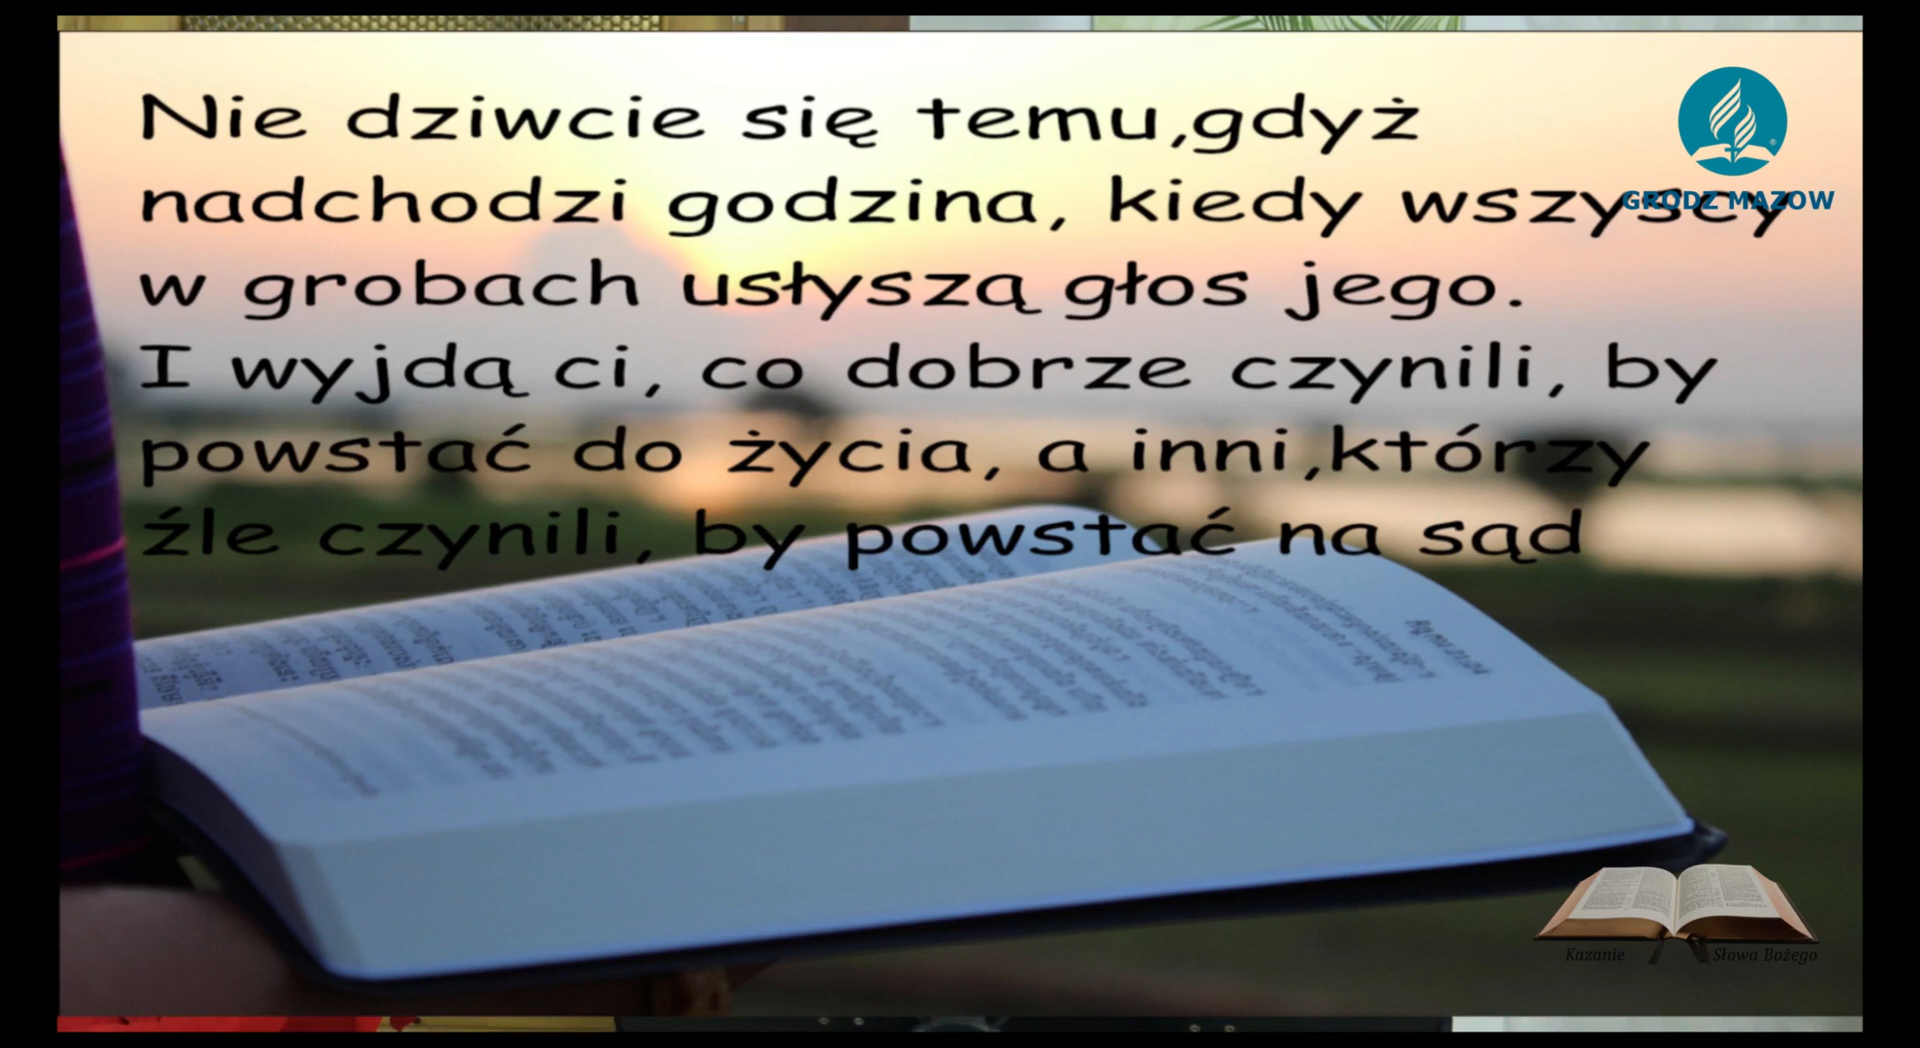 Nie dziwcie się temu,gdyż
nadchodzi godzina, kiedy wszyscy
w grobach usłyszą głos jego.
I wyjdą ci, co dobrze czynili, by
powstać do życia, a inni,którzy
źle czynili, by powstać na sąd
GRODZ MAZOW
Kazanie Słowa Bożego